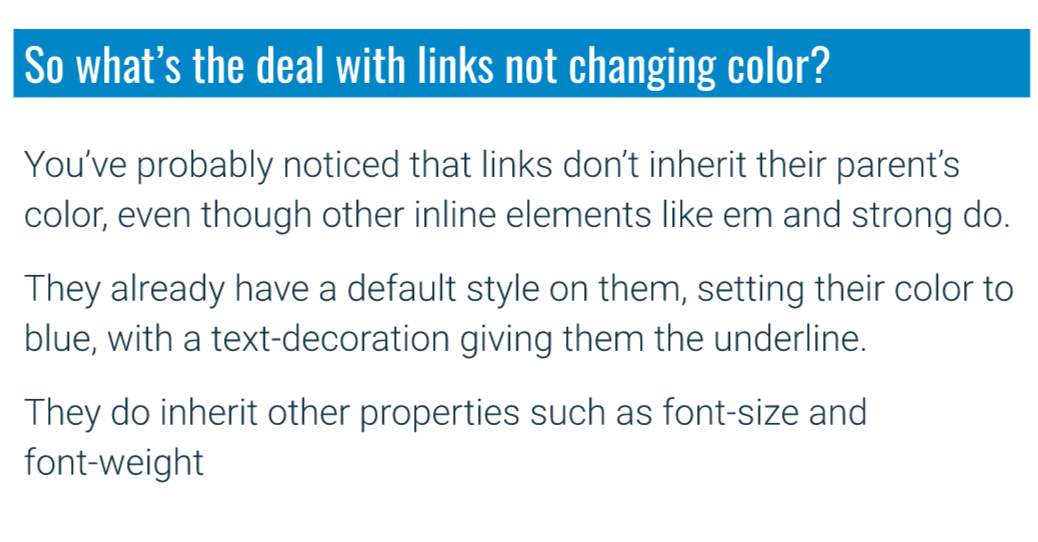 So what’s the deal with links not changing color?
You’ve probably noticed that links don’t inherit their parent’s
color, even though other inline elements like em and strong do.
They already have a default style on them, setting their color to
blue, with a text-decoration giving them the underline.
They do inherit other properties such as font-size and
font-weight